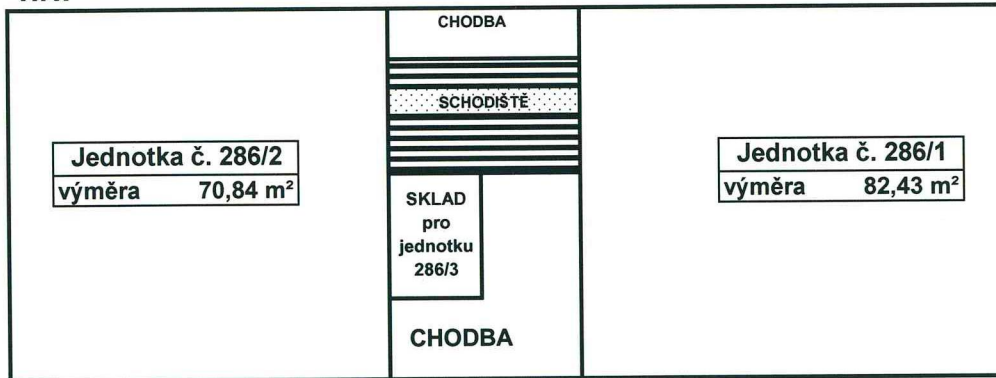 CHODBA
SCHODIŠTĚ
Jednotka č. 286/2
výměra 70,84 m²
Jednotka č. 286/1
výměra 82,43 m²
SKLAD
pro
jednotku
286/3
CHODBA